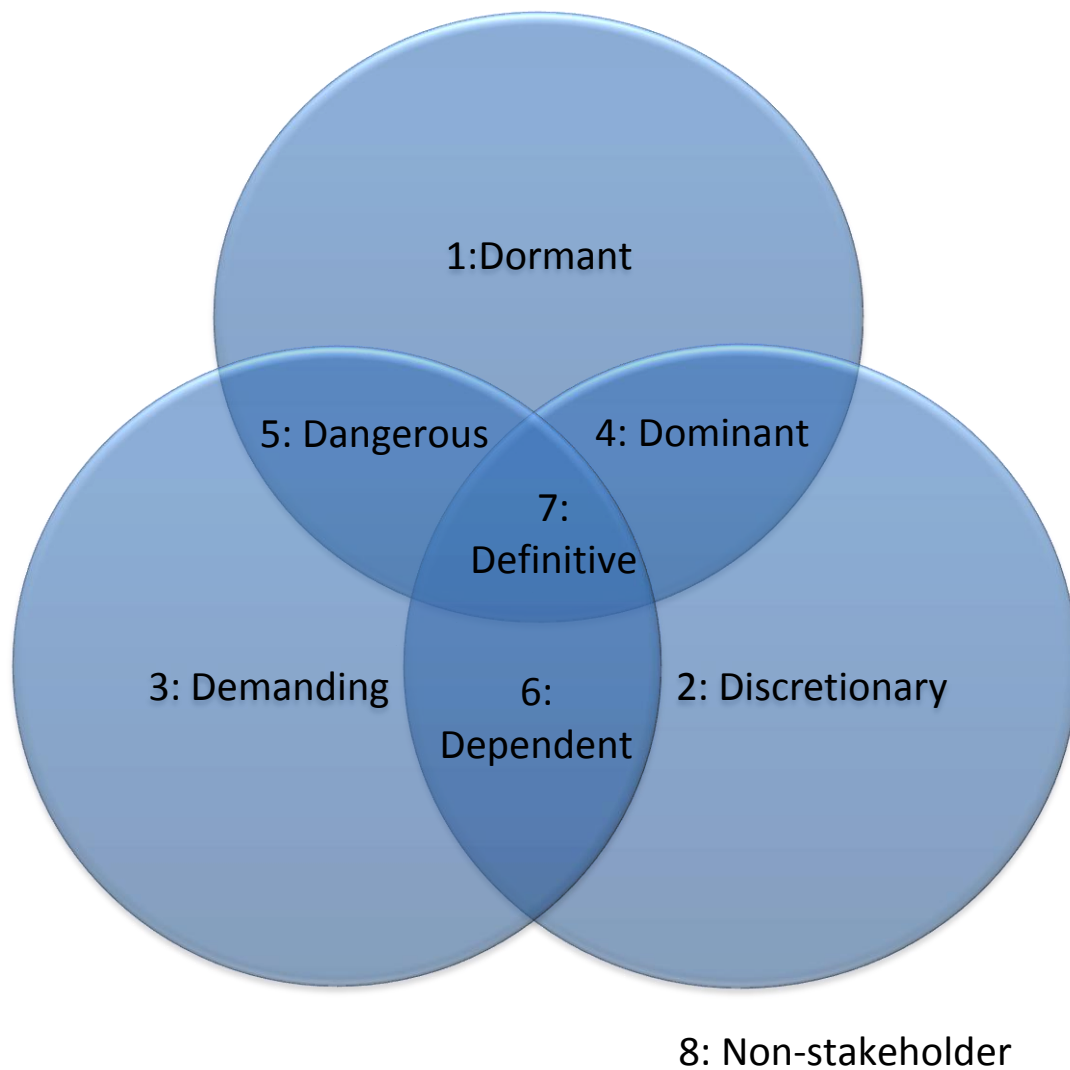 1:Dormant
5: Dangerous
4: Dominant
7:
Definitive
3: Demanding
6:
Dependent
2: Discretionary
8: Non-stakeholder